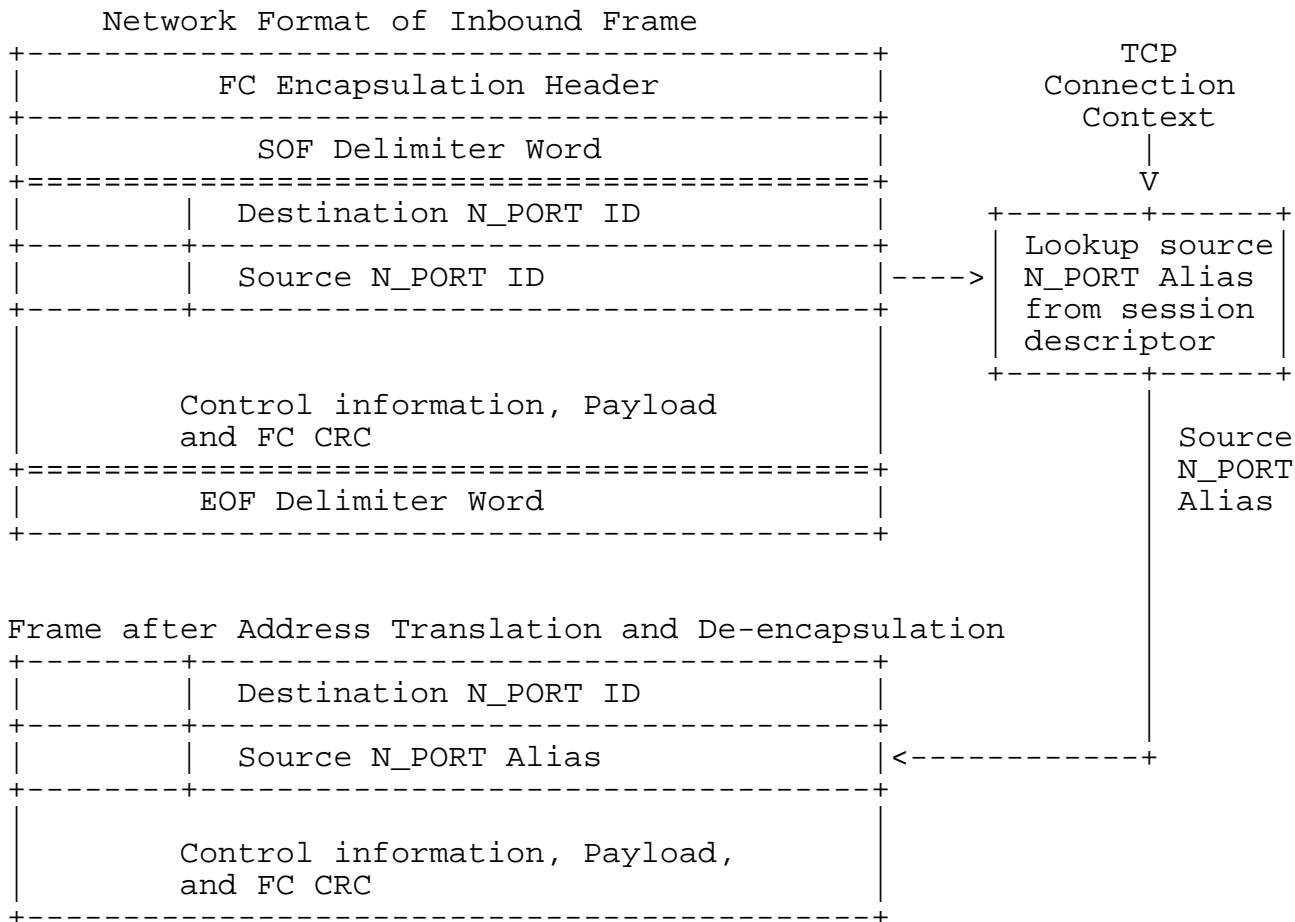 Network Format of Inbound Frame
TCP
Connection
Context
FC Encapsulation Header
SOF Delimiter Word
V
Destination N_PORT ID
Source N_PORT ID
Lookup source
N_PORT Alias
from session
descriptor
Control information, Payload
and FC CRC
Source
N_PORT
Alias
EOF Delimiter Word
Frame after Address Translation and De-encapsulation
Destination N_PORT ID
Source N_PORT Alias
Control information, Payload,
and FC CRC